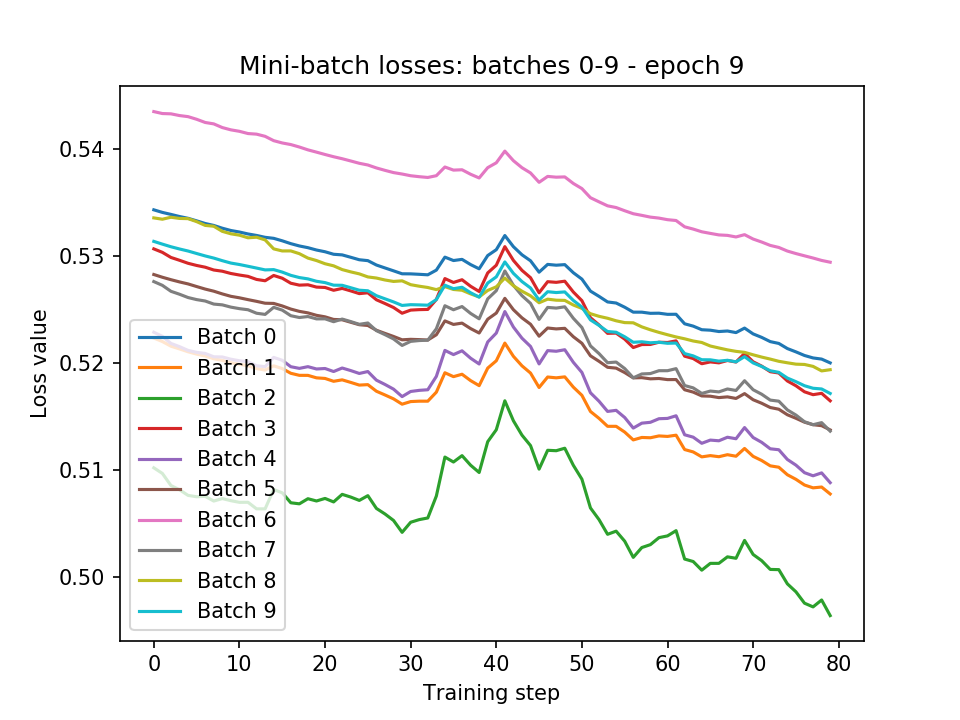 Mini-batch losses: batches 0-9 - epoch 9
Loss value
0.54
0.53
0.52
0.51
0.50
Batch 0
Batch 1
Batch 2
Batch 3
Batch 4
Batch 5
Batch 6
Batch 7
Batch 8
Batch 9
0 10 20 30 40 50 60 70 80
Training step